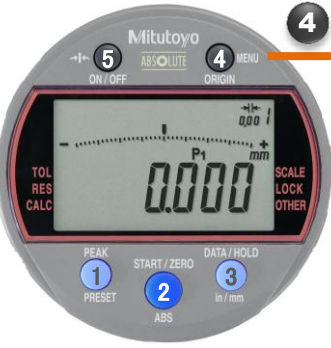 4
Mitutoyo
5 ABSOLUTE 4 MENU
ON / OFF ORIGIN
0.001
- +
P1 mm
0.000
TOL
RES
CALC
SCALE
LOCK
OTHER
PEAK START / ZERO DATA / HOLD
1 2 3
PRESET ABS in / mm